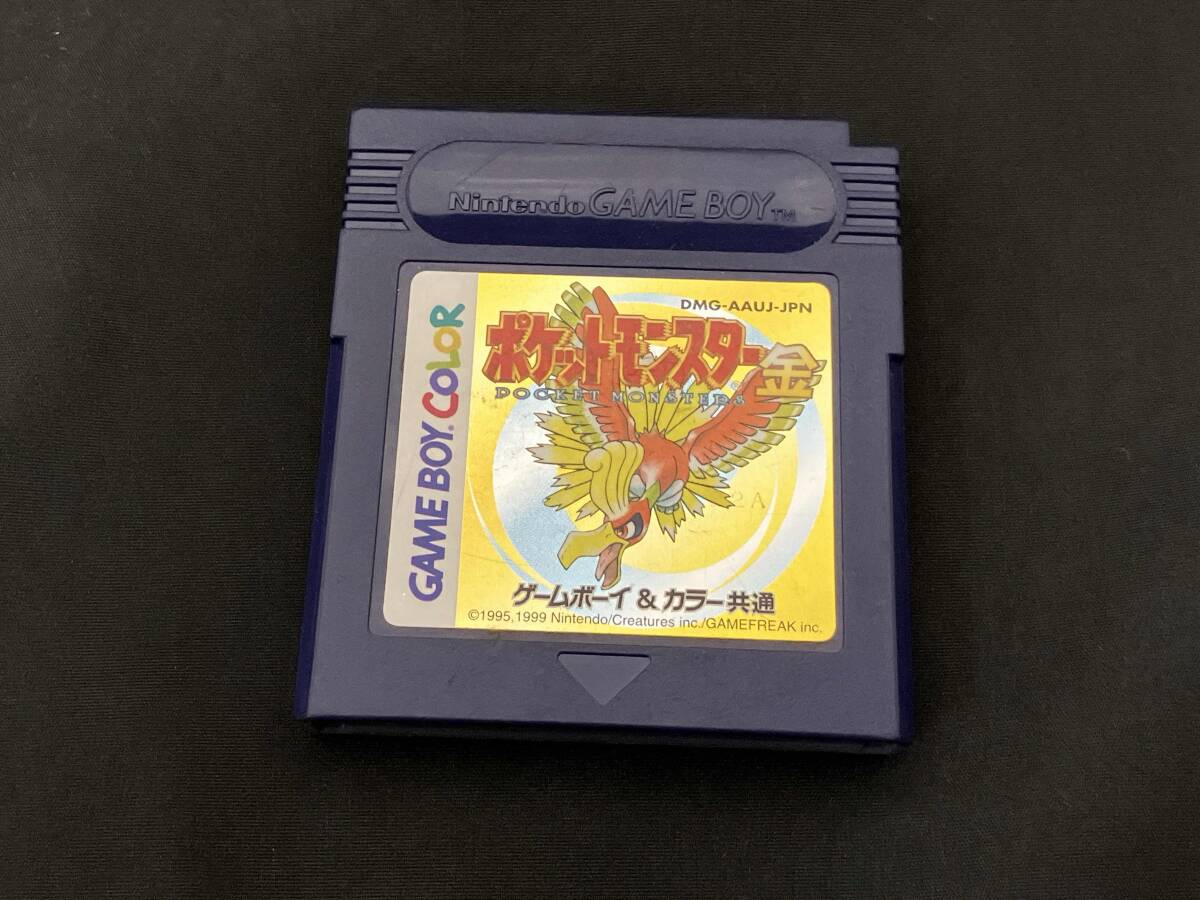 Nintendo GAME BOY TM
GAME BOY COLOR
DMG-AAUJ-JPN
ポケットモンスター金
POCKET MONSTERS
2A
ゲームボーイ & カラー共通
©1995,1999 Nintendo/Creatures inc./GAMEFREAK inc.